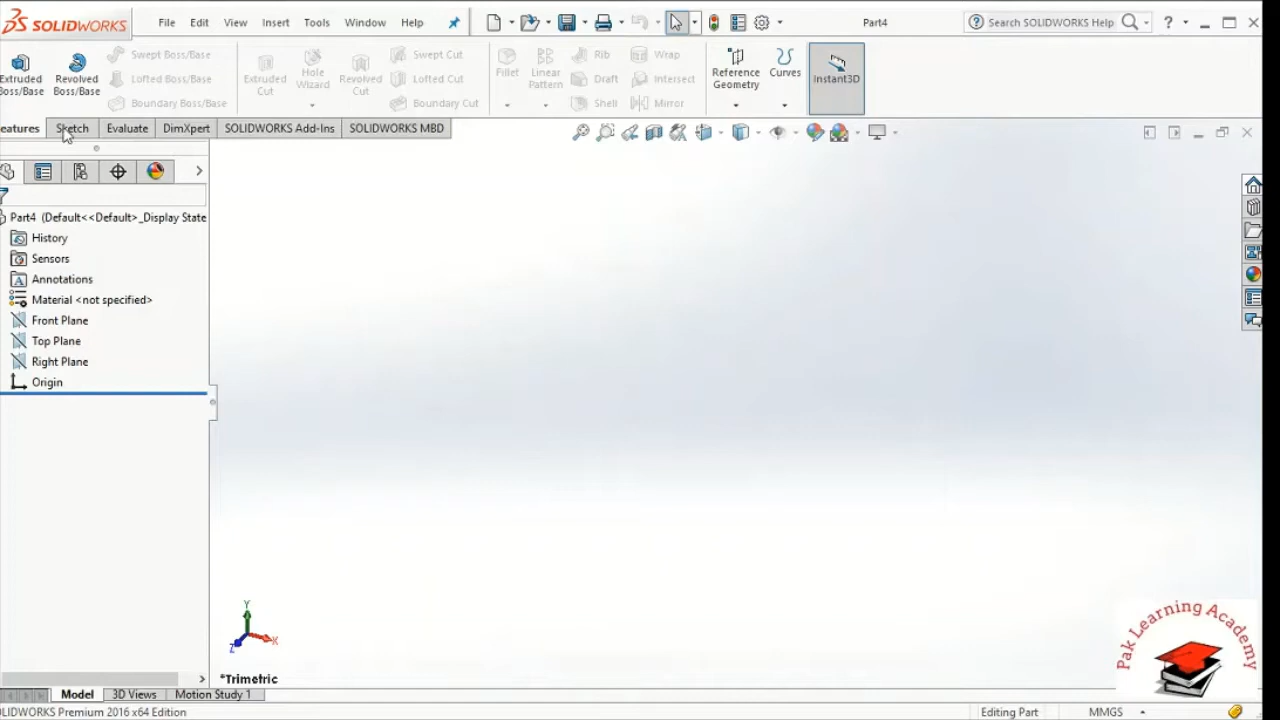 SOLIDWORKS
File Edit View Insert Tools Window Help
Part4
Search SOLIDWORKS Help
?
Extruded Boss/Base
Revolved Boss/Base
Swept Boss/Base
Lofted Boss/Base
Boundary Boss/Base
Extruded Cut
Hole Wizard
Revolved Cut
Swept Cut
Lofted Cut
Boundary Cut
Fillet
Linear Pattern
Rib
Draft
Shell
Wrap
Intersect
Mirror
Reference Geometry
Curves
Instant3D
eatures Sketch Evaluate DimXpert SOLIDWORKS Add-Ins SOLIDWORKS MBD
Part4 (Default<<Default>_Display State
History
Sensors
Annotations
Material <not specified>
Front Plane
Top Plane
Right Plane
Origin
Y
X
Z
*Trimetric
Pak Learning Academy
Model 3D Views Motion Study 1
OLIDWORKS Premium 2016 x64 Edition
Editing Part
MMGS